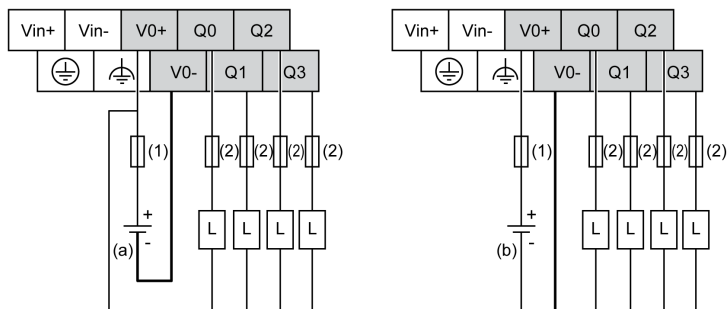 Vin+ Vin- V0+ Q0 Q2 Vin+ Vin- V0+ Q0 Q2
V0- Q1 Q3 V0- Q1 Q3
(1) (2) (2) (2) (2) (1) (2) (2) (2) (2)
+ +
L L L L L L L L
(a) - (b) -